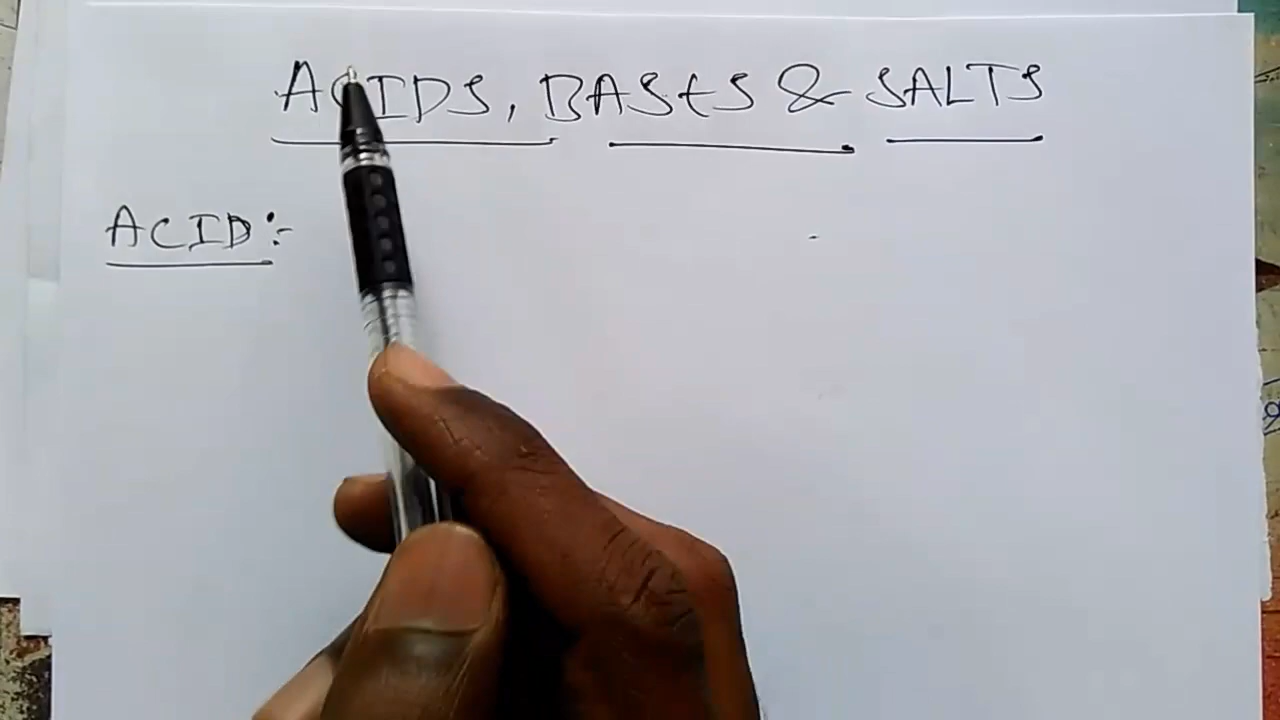 ACIDS, BASES & SALTS
ACID:-